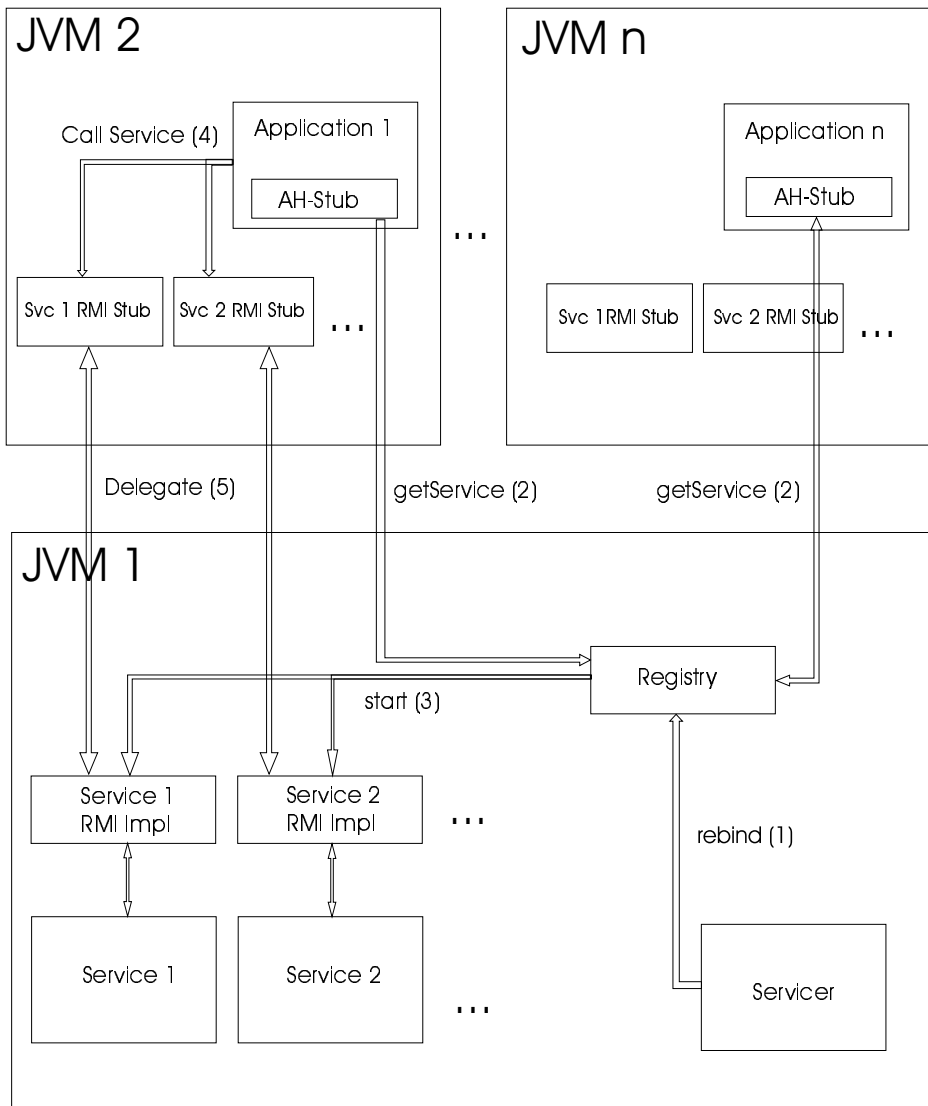 JVM 2
JVM n
Application 1
Call Service (4)
AH-Stub
Application n
AH-Stub
...
Svc 1 RMI Stub
Svc 2 RMI Stub
...
Svc 1RMI Stub
Svc 2 RMI Stub
...
Delegate (5)
getService (2)
getService (2)
JVM 1
Registry
start (3)
Service 1
RMI Impl
Service 2
RMI Impl
...
rebind (1)
Service 1
Service 2
...
Servicer